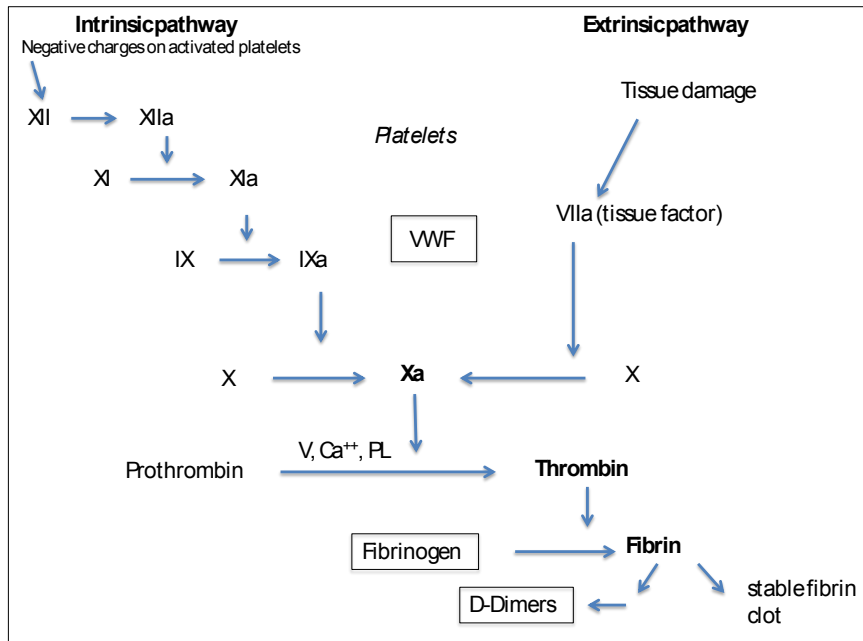 Intrinsicpathway
Extrinsicpathway
Negative charges on activated platelets
Tissue damage
XII
XIIa
Platelets
XI
XIa
VIIa (tissue factor)
VWF
IX
IXa
X
Xa
X
V, Ca⁺⁺, PL
Prothrombin
Thrombin
Fibrinogen
Fibrin
D-Dimers
stable fibrin
clot